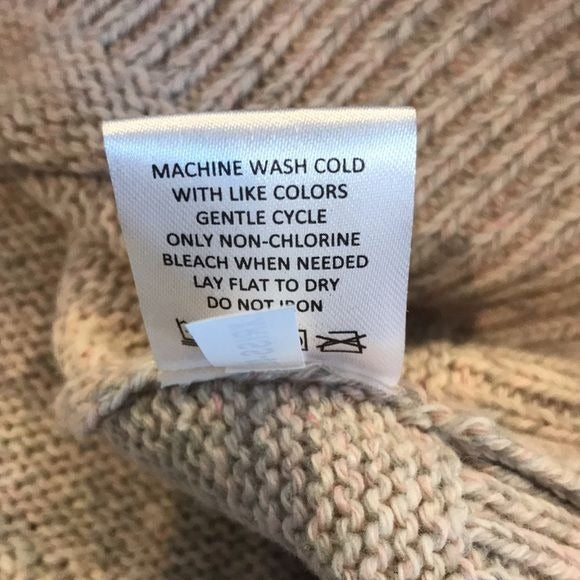 MACHINE WASH COLD
WITH LIKE COLORS
GENTLE CYCLE
ONLY NON-CHLORINE
BLEACH WHEN NEEDED
LAY FLAT TO DRY
DO NOT IRON